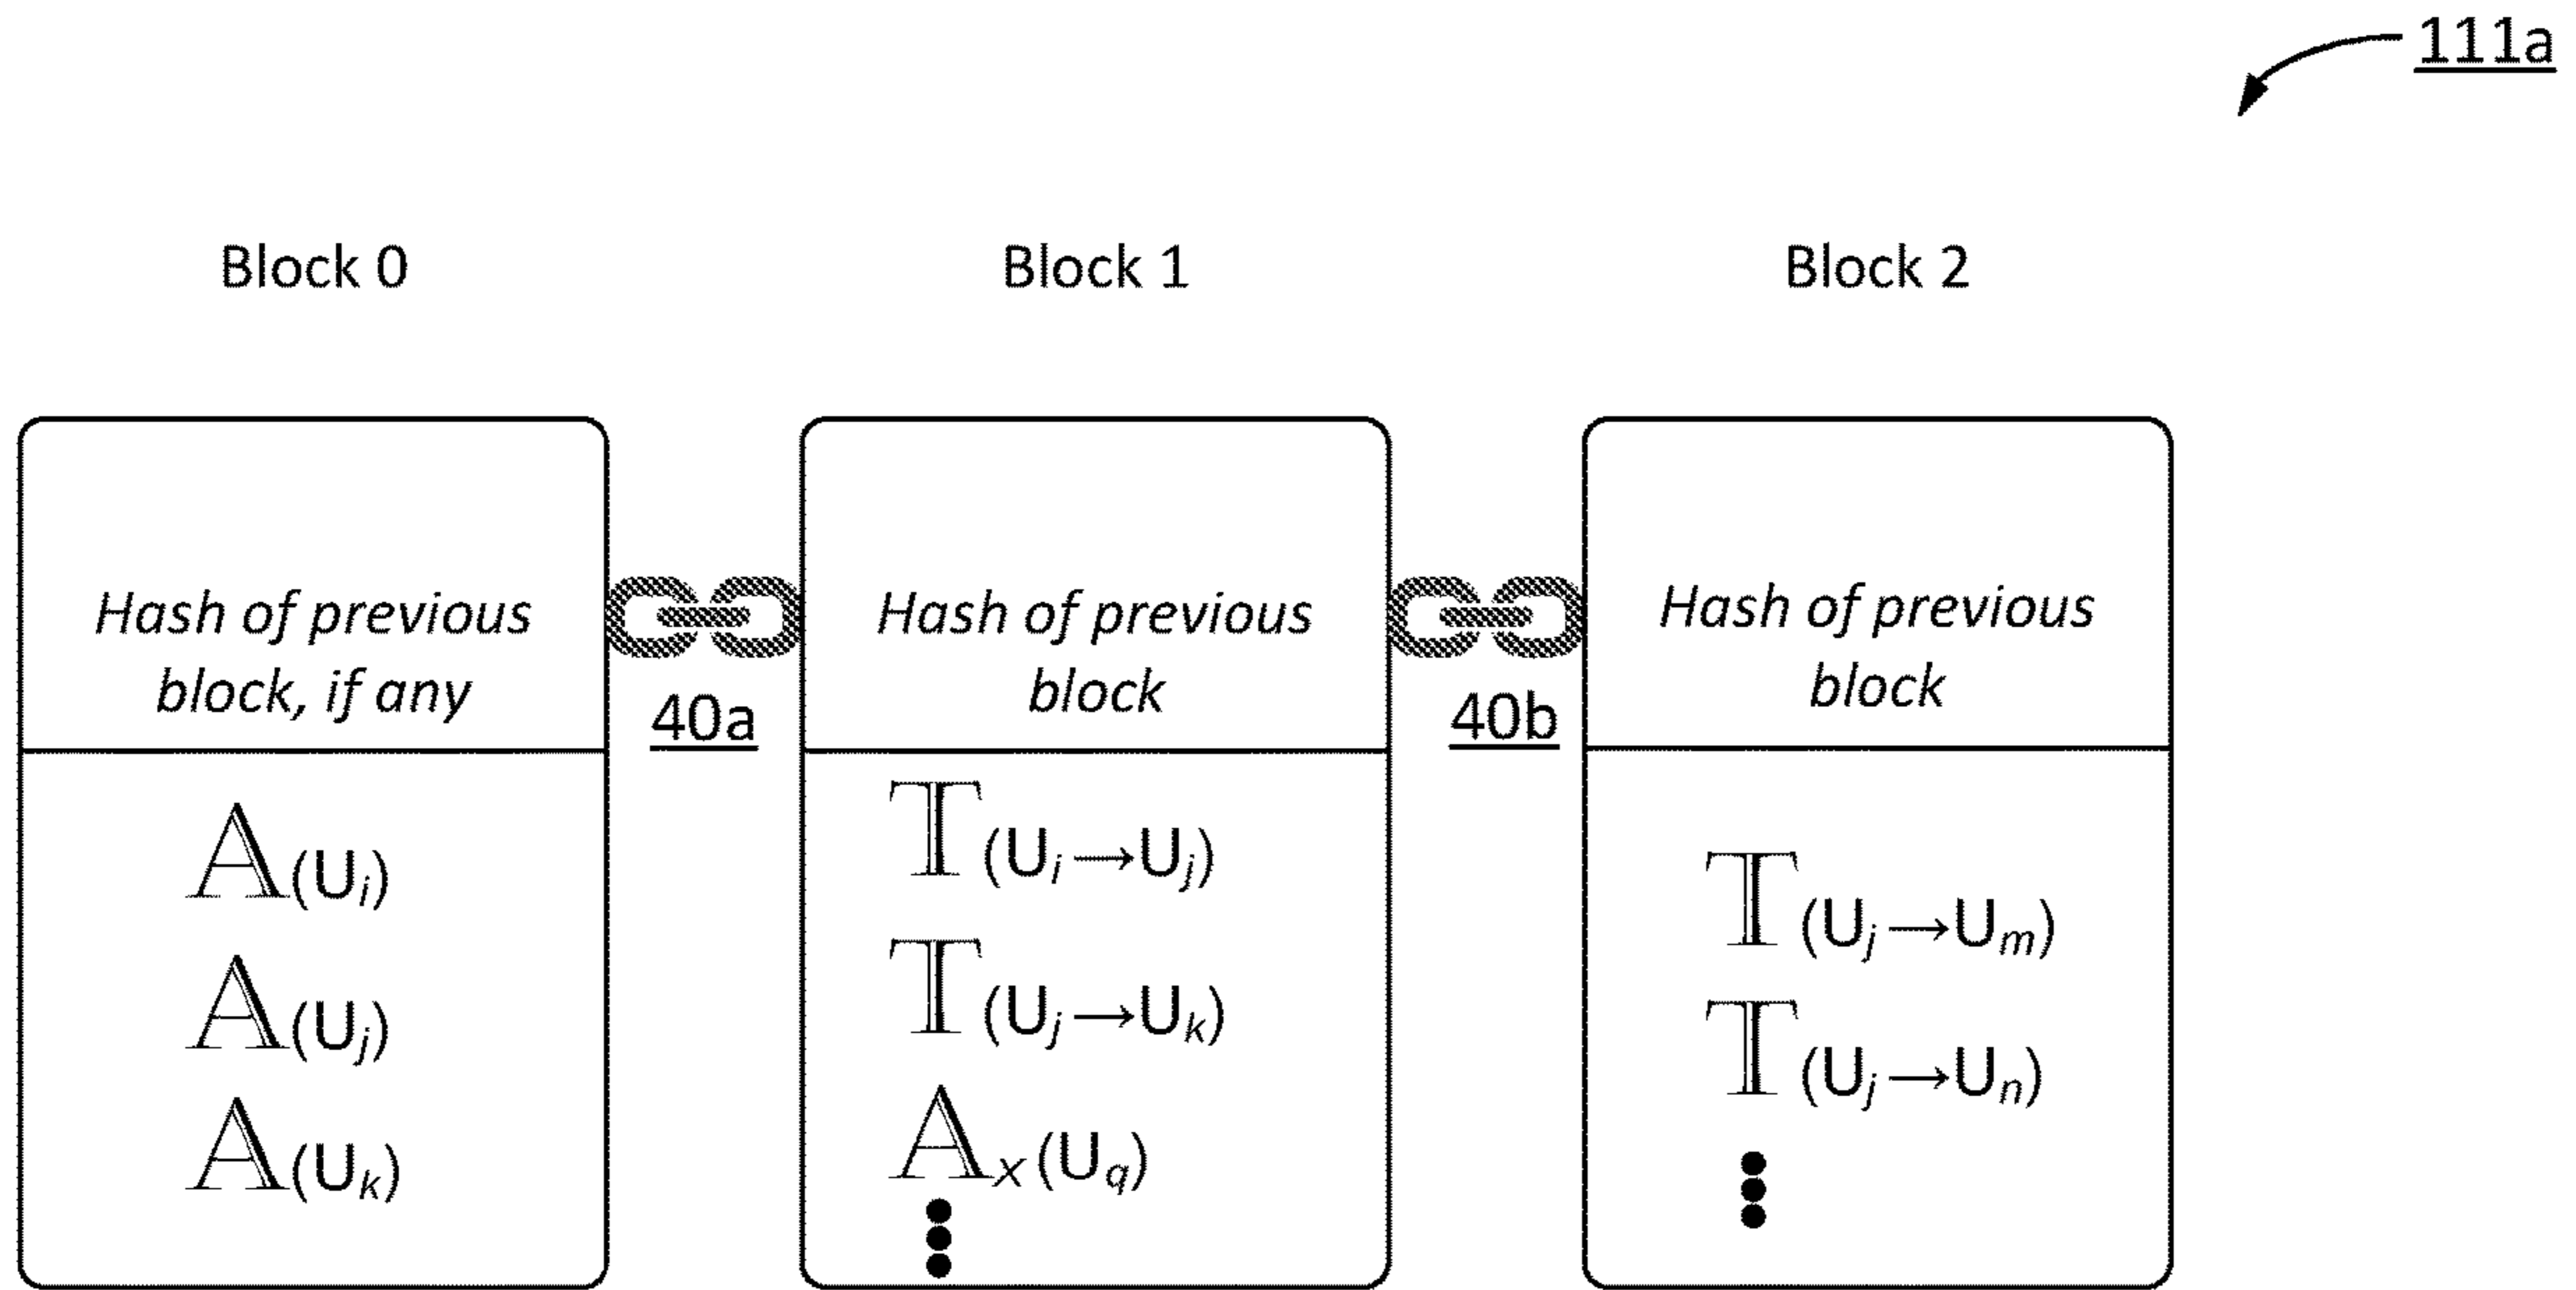 111a
Block 0
Hash of previous
block, if any
𝔸(Uᵢ)
𝔸(Uⱼ)
𝔸(Uₖ)
40a
Block 1
Hash of previous
block
𝕋(Uᵢ→Uⱼ)
𝕋(Uⱼ→Uₖ)
𝔸ₓ(U_q)
40b
Block 2
Hash of previous
block
𝕋(Uⱼ→Uₘ)
𝕋(Uⱼ→Uₙ)